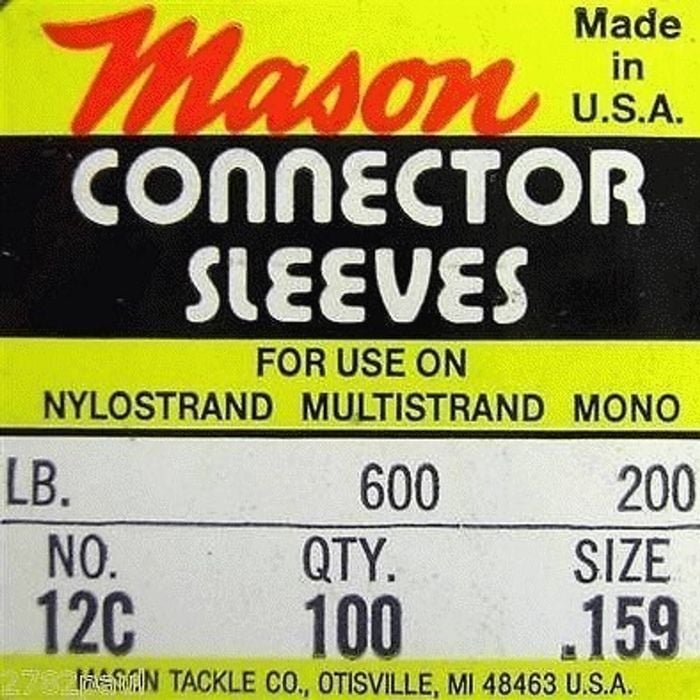 Mason
Made
in
U.S.A.
CONNECTOR
SLEEVES
FOR USE ON
NYLOSTRAND MULTISTRAND MONO
LB. 600 200
NO. QTY. SIZE
12C 100 .159
MASON TACKLE CO., OTISVILLE, MI 48463 U.S.A.